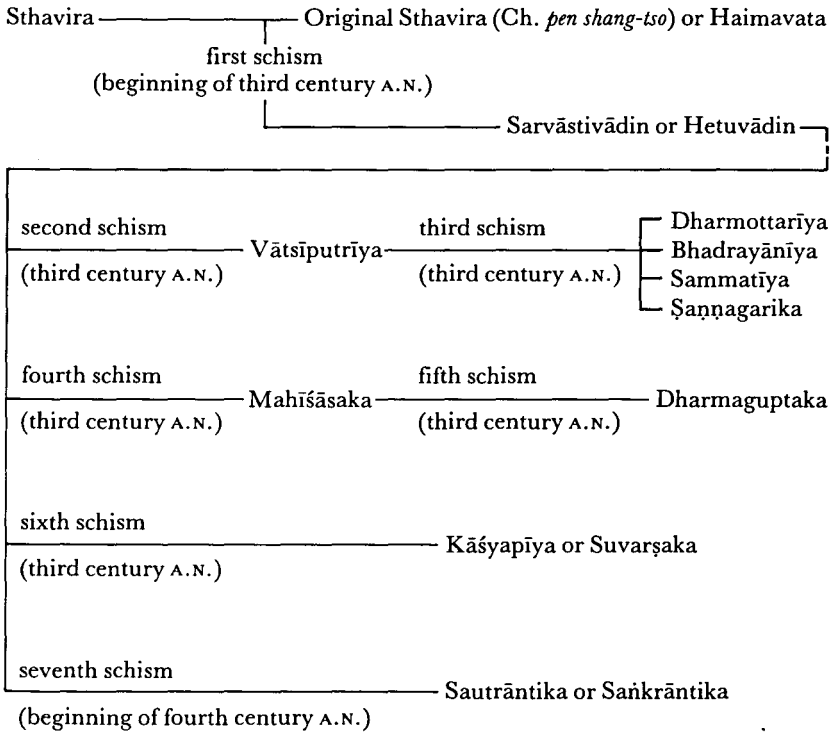 Sthavira Original Sthavira (Ch. pen shang-tso) or Haimavata
first schism
(beginning of third century A.N.)
Sarvāstivādin or Hetuvādin
second schism
(third century A.N.)
Vātsīputrīya
third schism
(third century A.N.)
Dharmottarīya
Bhadrayānīya
Sammatīya
Ṣaṇṇagarika
fourth schism
(third century A.N.)
Mahīśāsaka
fifth schism
(third century A.N.)
Dharmaguptaka
sixth schism
(third century A.N.)
Kāśyapīya or Suvarṣaka
seventh schism
(beginning of fourth century A.N.)
Sautrāntika or Saṅkrāntika